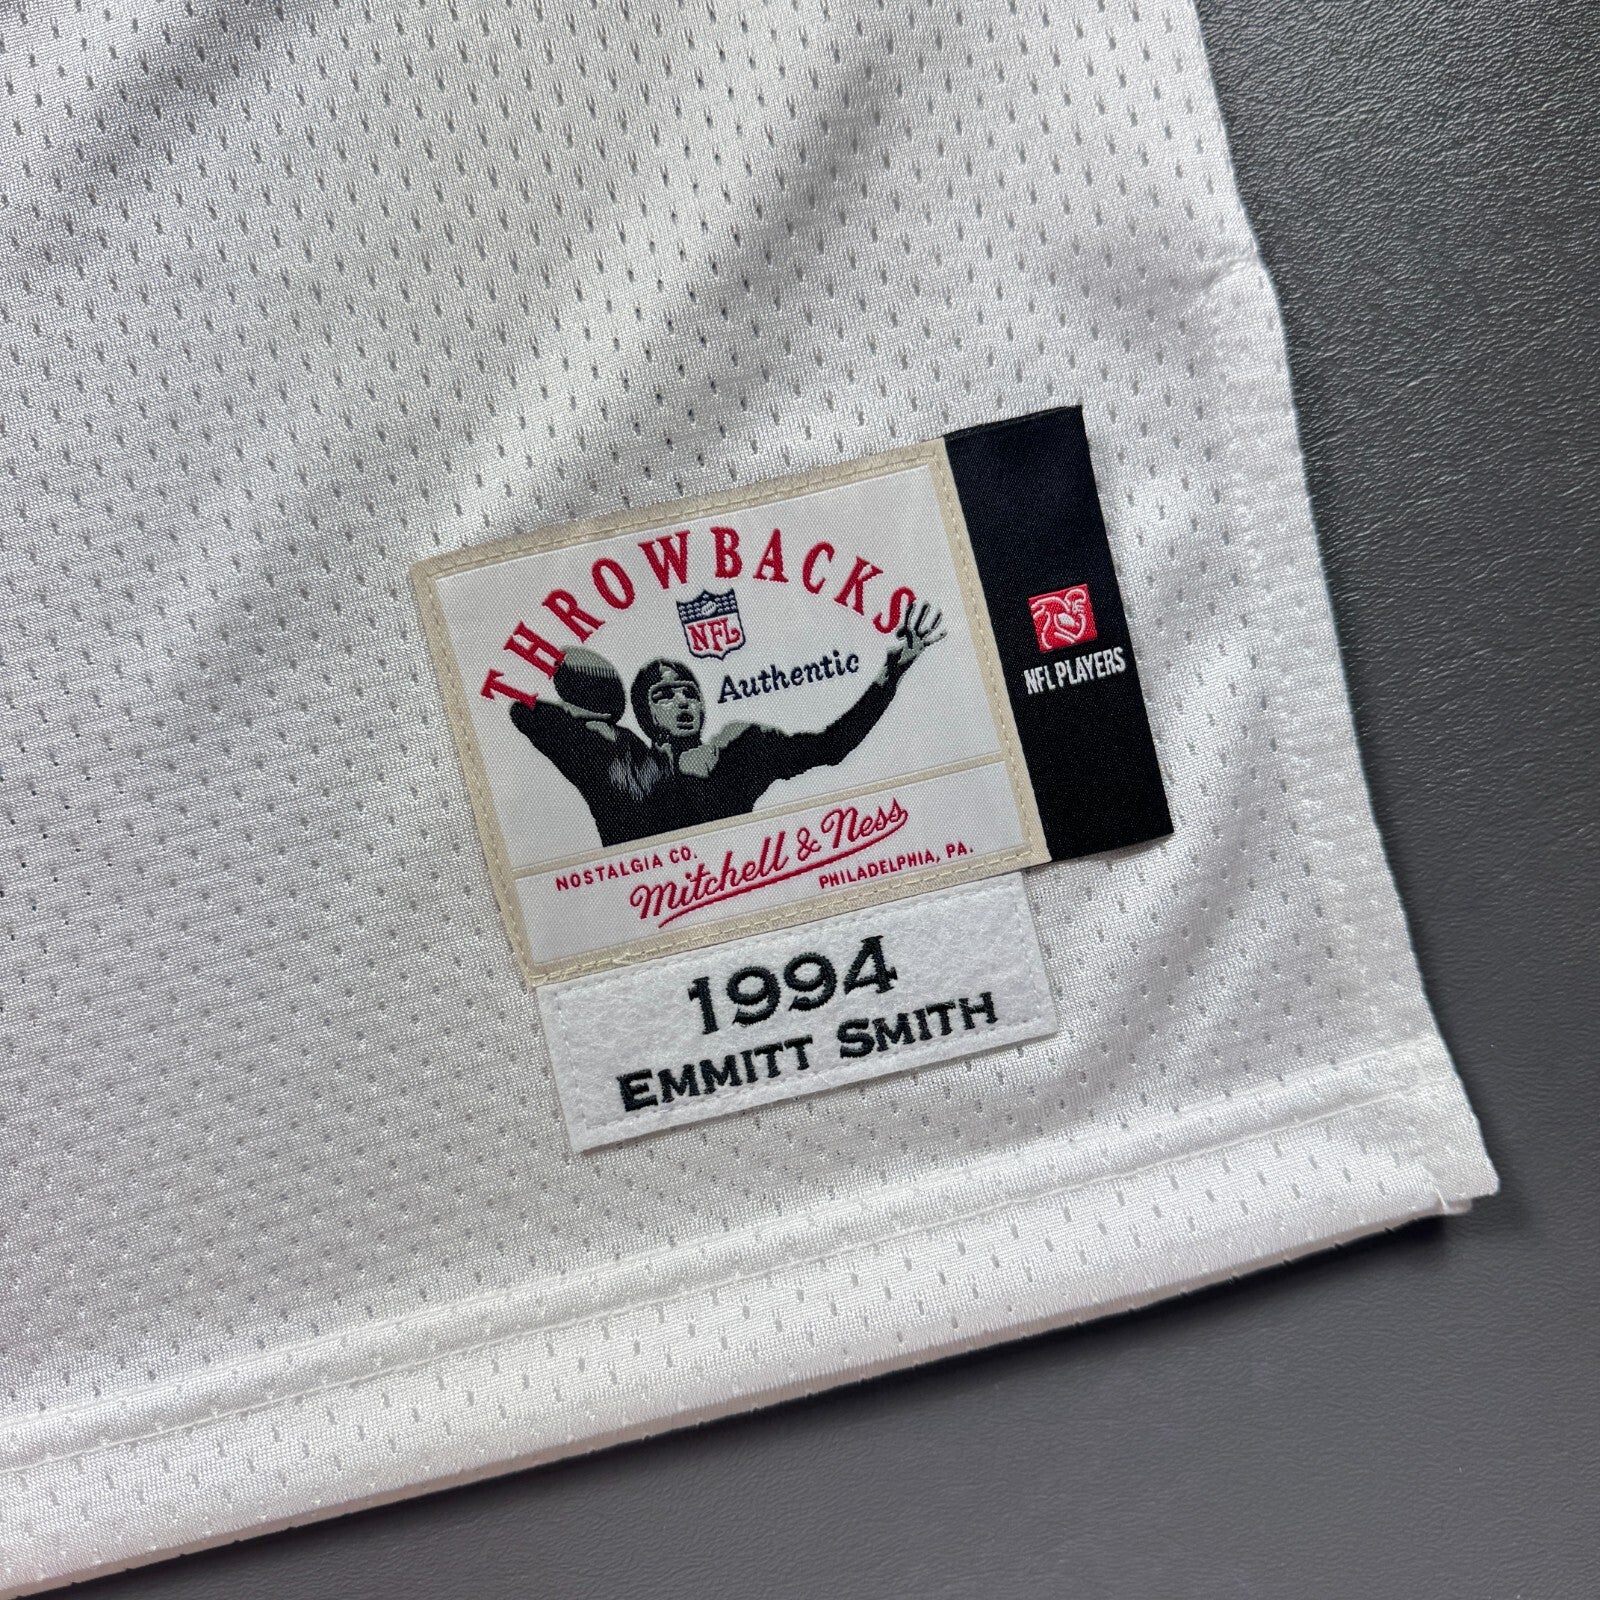 THROWBACKS
NFL
Authentic
NFL PLAYERS
NOSTALGIA CO.
Mitchell & Ness
PHILADELPHIA, PA.
1994
EMMITT SMITH